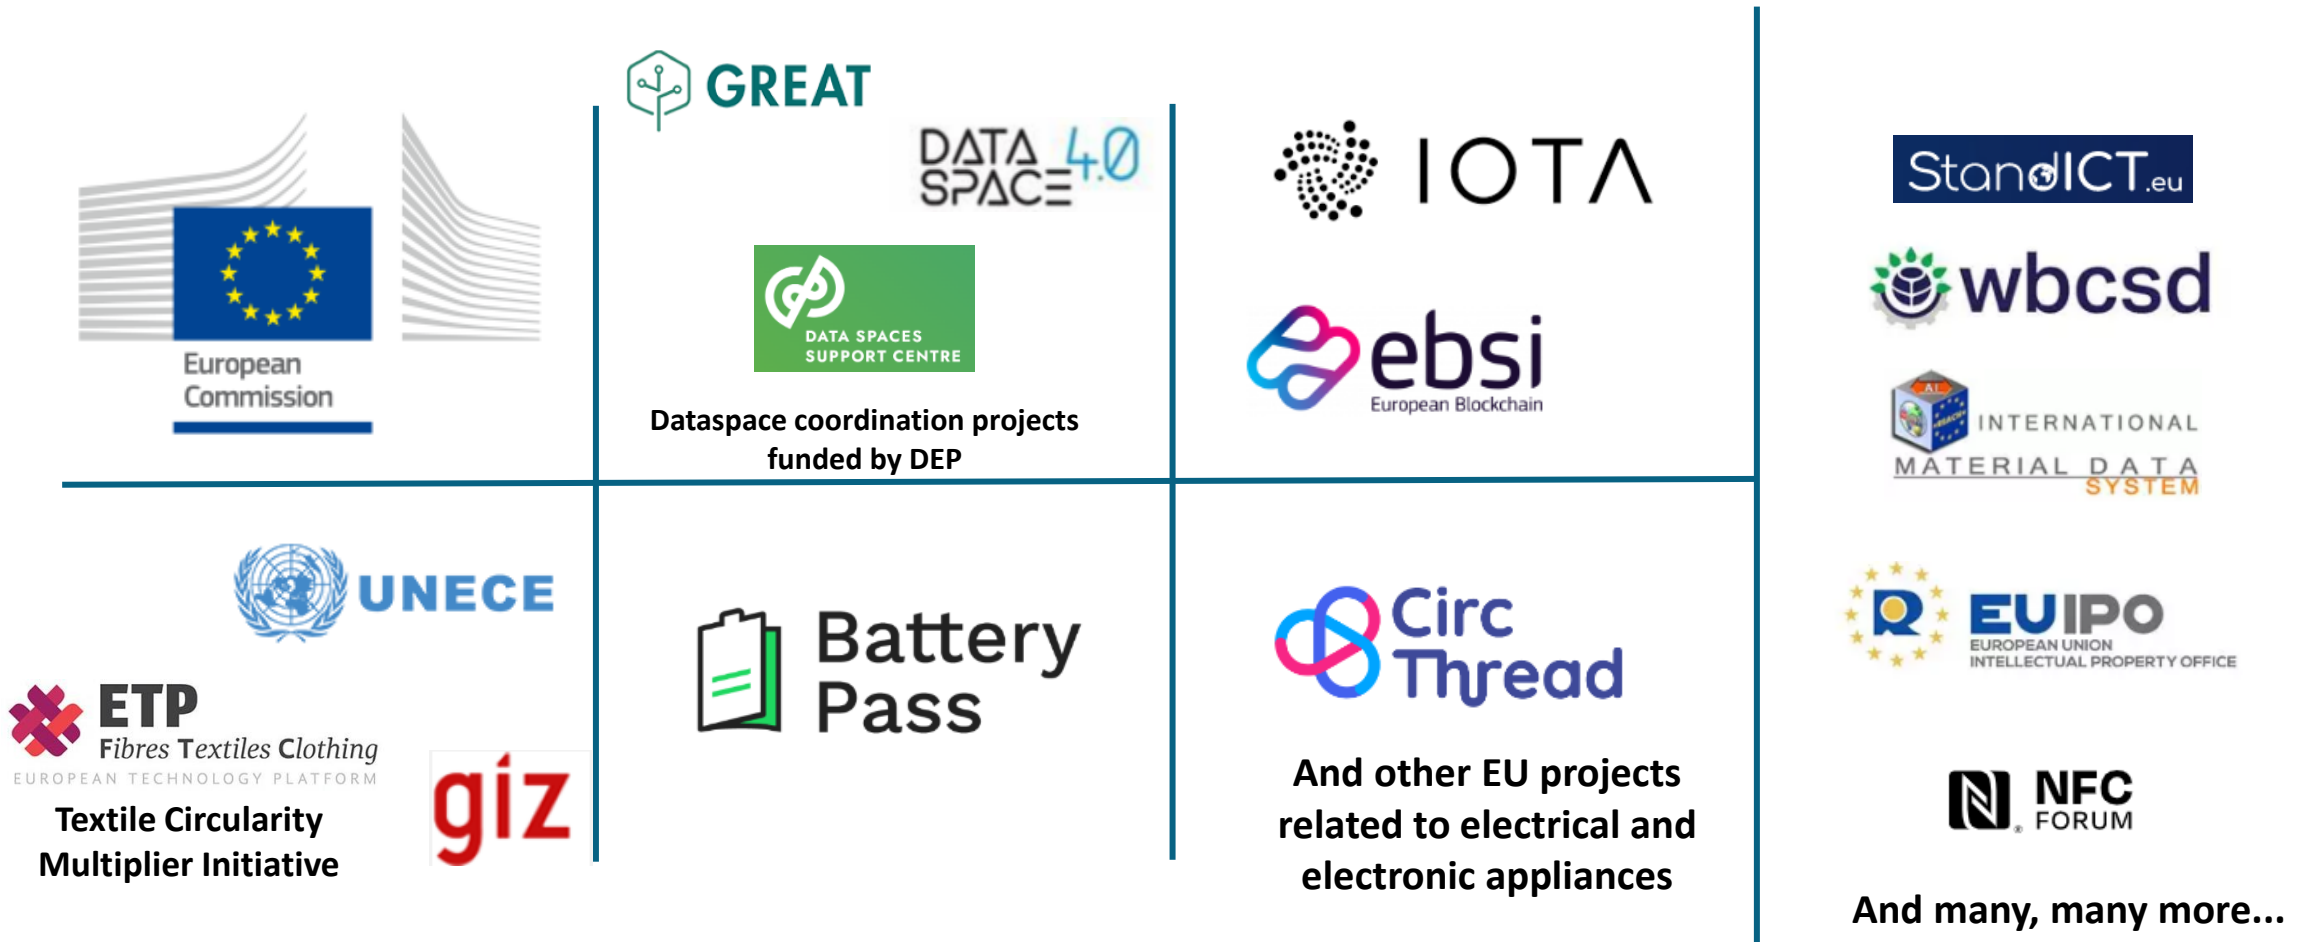 European
Commission
GREAT
DATA
SPACE 4.0
DATA SPACES
SUPPORT CENTRE
Dataspace coordination projects
funded by DEP
IOTA
ebsi
European Blockchain
UNECE
ETP
Fibres Textiles Clothing
EUROPEAN TECHNOLOGY PLATFORM
Textile Circularity
Multiplier Initiative
giz
Battery
Pass
Circ
Thread
And other EU projects
related to electrical and
electronic appliances
StandICT.eu
wbcsd
AI
INTERNATIONAL
MATERIAL DATA
SYSTEM
EUIPO
EUROPEAN UNION
INTELLECTUAL PROPERTY OFFICE
N ® NFC
FORUM
And many, many more...